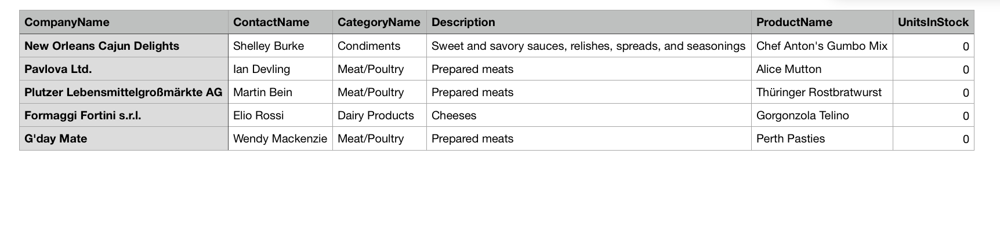 CompanyName ContactName CategoryName Description ProductName UnitsInStock
New Orleans Cajun Delights Shelley Burke Condiments Sweet and savory sauces, relishes, spreads, and seasonings Chef Anton's Gumbo Mix 0
Pavlova Ltd. Ian Devling Meat/Poultry Prepared meats Alice Mutton 0
Plutzer Lebensmittelgroßmärkte AG Martin Bein Meat/Poultry Prepared meats Thüringer Rostbratwurst 0
Formaggi Fortini s.r.l. Elio Rossi Dairy Products Cheeses Gorgonzola Telino 0
G'day Mate Wendy Mackenzie Meat/Poultry Prepared meats Perth Pasties 0